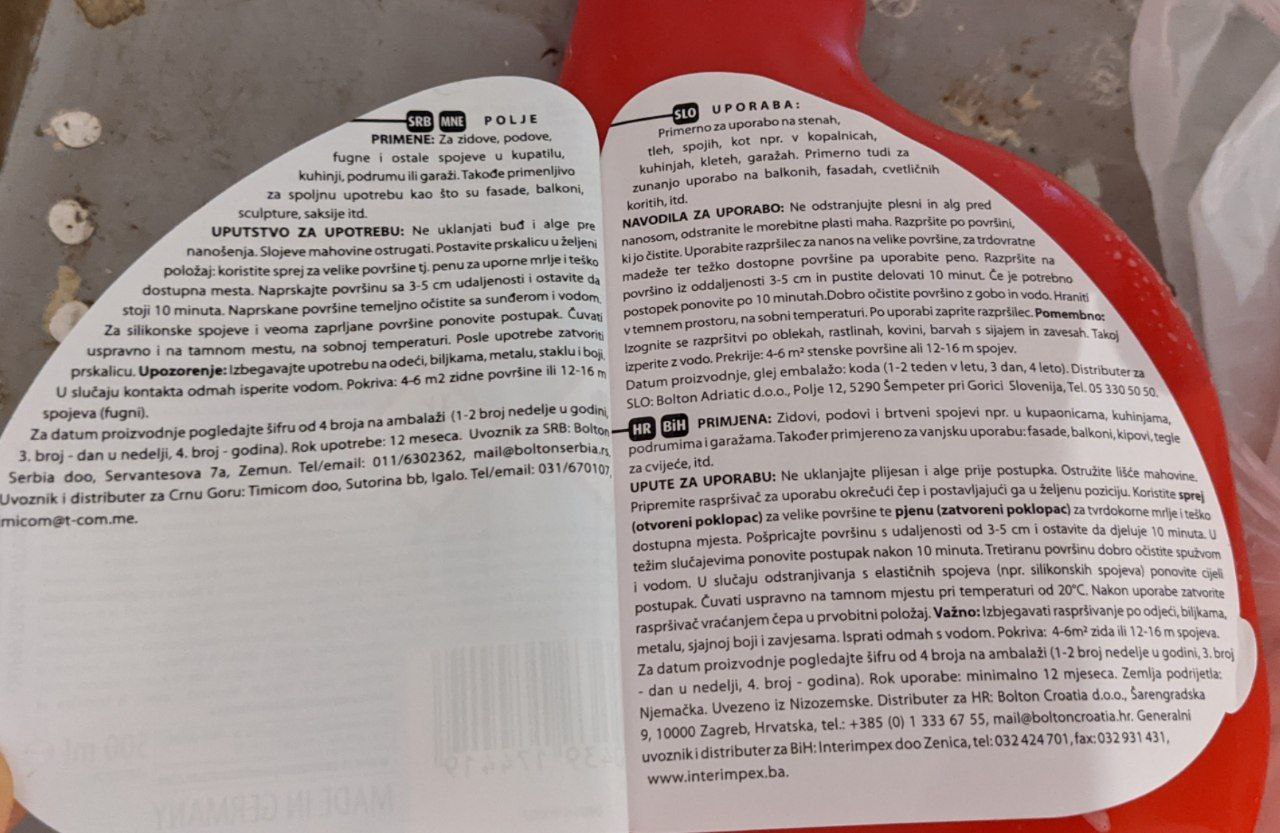 SRB MNE POLJE
PRIMENE: Za zidove, podove,
fugne i ostale spojeve u kupatilu,
kuhinji, podrumu ili garaži. Takođe primenljivo
za spoljnu upotrebu kao što su fasade, balkoni,
sculpture, saksije itd.
UPUTSTVO ZA UPOTREBU: Ne uklanjati buđ i alge pre
nanošenja. Slojeve mahovine ostrugati. Postavite prskalicu u željeni
položaj: koristite sprej za velike površine tj. penu za uporne mrlje i teško
dostupna mesta. Naprskajte površinu sa 3-5 cm udaljenosti i ostavite da
stoji 10 minuta. Naprskane površine temeljno očistite sa sunđerom i vodom.
Za silikonske spojeve i veoma zaprljane površine ponovite postupak. Čuvati
uspravno i na tamnom mestu, na sobnoj temperaturi. Posle upotrebe zatvoriti
prskalicu. Upozorenje: Izbegavajte upotrebu na odeći, biljkama, metalu, staklu i boji.
U slučaju kontakta odmah isperite vodom. Pokriva: 4-6 m2 zidne površine ili 12-16 m
spojeva (fugni).
Za datum proizvodnje pogledajte šifru od 4 broja na ambalaži (1-2 broj nedelje u godini,
3. broj - dan u nedelji, 4. broj - godina). Rok upotrebe: 12 meseca. Uvoznik za SRB: Bolton
Serbia doo, Servantesova 7a, Zemun. Tel/email: 011/6302362, mail@boltonserbia.rs.
Uvoznik i distributer za Crnu Goru: Timicom doo, Sutorina bb, Igalo. Tel/email: 031/670107,
micom@t-com.me.
SLO UPORABA:
Primerno za uporabo na stenah,
tleh, spojih, kot npr. v kopalnicah,
kuhinjah, kleteh, garažah. Primerno tudi za
zunanjo uporabo na balkonih, fasadah, cvetličnih
koritih, itd.
NAVODILA ZA UPORABO: Ne odstranjujte plesni in alg pred
nanosom, odstranite le morebitne plasti maha. Razpršite po površini,
ki jo čistite. Uporabite razpršilec za nanos na velike površine, za trdovratne
madeže ter težko dostopne površine pa uporabite peno. Razpršite na
površino iz oddaljenosti 3-5 cm in pustite delovati 10 minut. Če je potrebno
postopek ponovite po 10 minutah.Dobro očistite površino z gobo in vodo. Hraniti
v temnem prostoru, na sobni temperaturi. Po uporabi zaprite razpršilec. Pomembno:
Izognite se razpršitvi po oblekah, rastlinah, kovini, barvah s sijajem in zavesah. Takoj
izperite z vodo. Prekrije: 4-6 m² stenske površine ali 12-16 m spojev.
Datum proizvodnje, glej embalažo: koda (1-2 teden v letu, 3 dan, 4 leto). Distributer za
SLO: Bolton Adriatic d.o.o., Polje 12, 5290 Šempeter pri Gorici Slovenija, Tel. 05 330 50 50.
HR BiH PRIMJENA: Zidovi, podovi i brtveni spojevi npr. u kupaonicama, kuhinjama,
podrumima i garažama. Također primjereno za vanjsku uporabu: fasade, balkoni, kipovi, tegle
za cvijeće, itd.
UPUTE ZA UPORABU: Ne uklanjajte plijesan i alge prije postupka. Ostružite lišće mahovine.
Pripremite raspršivač za uporabu okrečući čep i postavljajući ga u željenu poziciju. Koristite sprej
(otvoreni poklopac) za velike površine te pjenu (zatvoreni poklopac) za tvrdokorne mrlje i teško
dostupna mjesta. Pošpricajte površinu s udaljenosti od 3-5 cm i ostavite da djeluje 10 minuta. U
težim slučajevima ponovite postupak nakon 10 minuta. Tretiranu površinu dobro očistite spužvom
i vodom. U slučaju odstranjivanja s elastičnih spojeva (npr. silikonskih spojeva) ponovite cijeli
postupak. Čuvati uspravno na tamnom mjestu pri temperaturi od 20°C. Nakon uporabe zatvorite
raspršivač vraćanjem čepa u prvobitni položaj. Važno: Izbjegavati raspršivanje po odjeći, biljkama,
metalu, sjajnoj boji i zavjesama. Isprati odmah s vodom. Pokriva: 4-6m² zida ili 12-16 m spojeva.
Za datum proizvodnje pogledajte šifru od 4 broja na ambalaži (1-2 broj nedelje u godini, 3. broj
- dan u nedelji, 4. broj - godina). Rok uporabe: minimalno 12 mjeseca. Zemlja podrijetla:
Njemačka. Uvezeno iz Nizozemske. Distributer za HR: Bolton Croatia d.o.o., Šarengradska
9, 10000 Zagreb, Hrvatska, tel.: +385 (0) 1 333 67 55, mail@boltoncroatia.hr. Generalni
uvoznik i distributer za BiH: Interimpex doo Zenica, tel: 032 424 701, fax: 032 931 431,
www.interimpex.ba.
500 ml e
MADE IN GERMANY